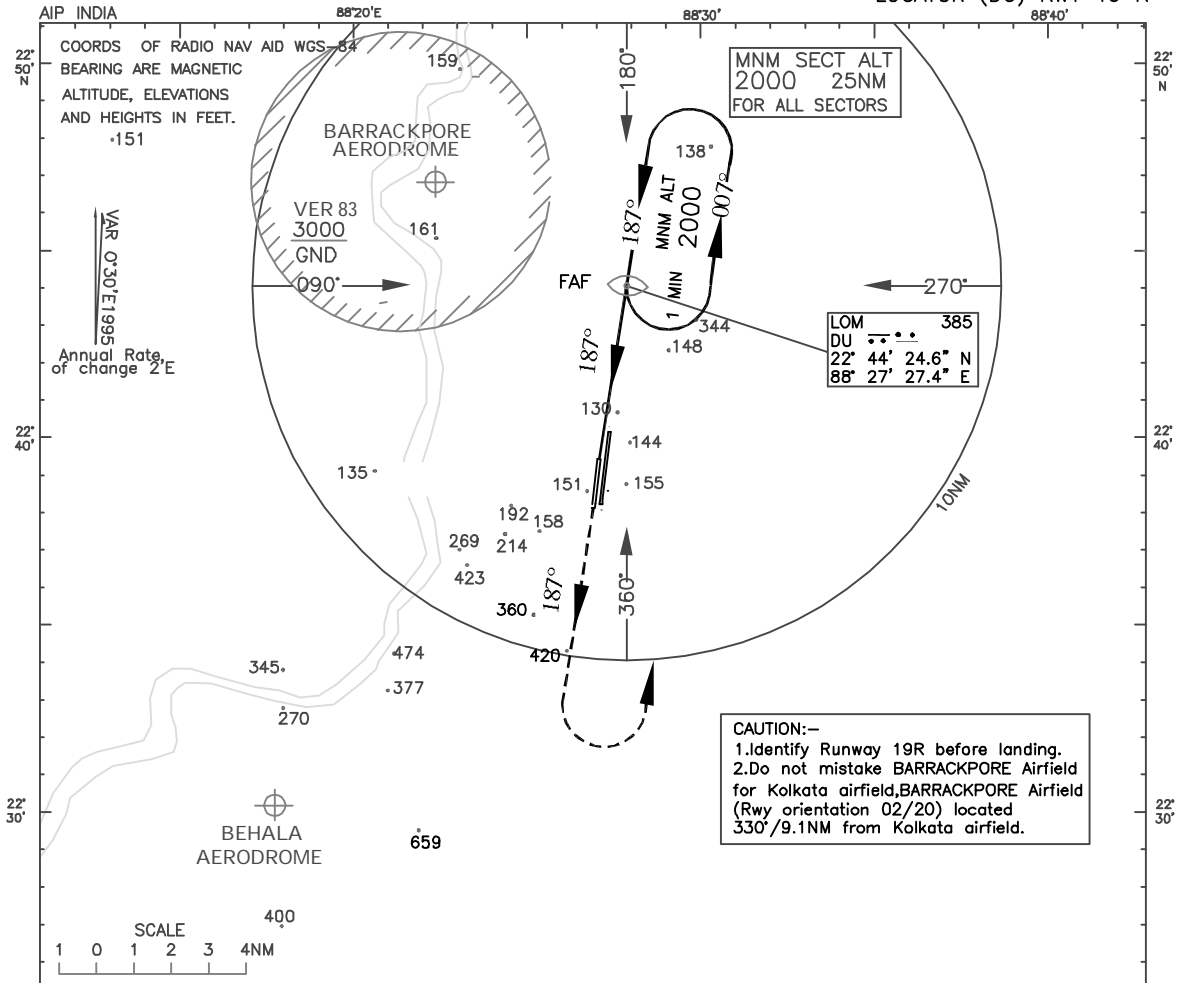 LOCATOR (DU) RWY 19 R
AIP INDIA
88°20'E
88°30'
88°40'
COORDS OF RADIO NAV AID WGS-84
BEARING ARE MAGNETIC
ALTITUDE, ELEVATIONS
AND HEIGHTS IN FEET.
22°
50'
N
22°
50'
N
151
159
180°
MNM SECT ALT
2000 25NM
FOR ALL SECTORS
BARRACKPORE
AERODROME
138
187°
1 MIN MNM ALT
2000
007°
VER 83
3000
GND
161
VAR 0°30'E1995
Annual Rate
of change 2'E
090°
FAF
270°
344
148
187°
LOM 385
DU
22° 44' 24.6" N
88° 27' 27.4" E
130
144
22°
40'
22°
40'
135
151
155
10NM
192
158
214
269
423
187°
360
360°
420
474
345
377
270
CAUTION:-
1.Identify Runway 19R before landing.
2.Do not mistake BARRACKPORE Airfield
for Kolkata airfield,BARRACKPORE Airfield
(Rwy orientation 02/20) located
330°/9.1NM from Kolkata airfield.
22°
30'
22°
30'
BEHALA
AERODROME
659
400
SCALE
1 0 1 2 3 4NM